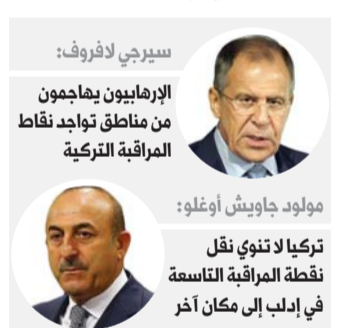 سيرجي لافروف:
الإرهابيون يهاجمون
من مناطق تواجد نقاط
المراقبة التركية
مولود جاويش أوغلو:
تركيا لا تنوي نقل
نقطة المراقبة التاسعة
في إدلب إلى مكان آخر